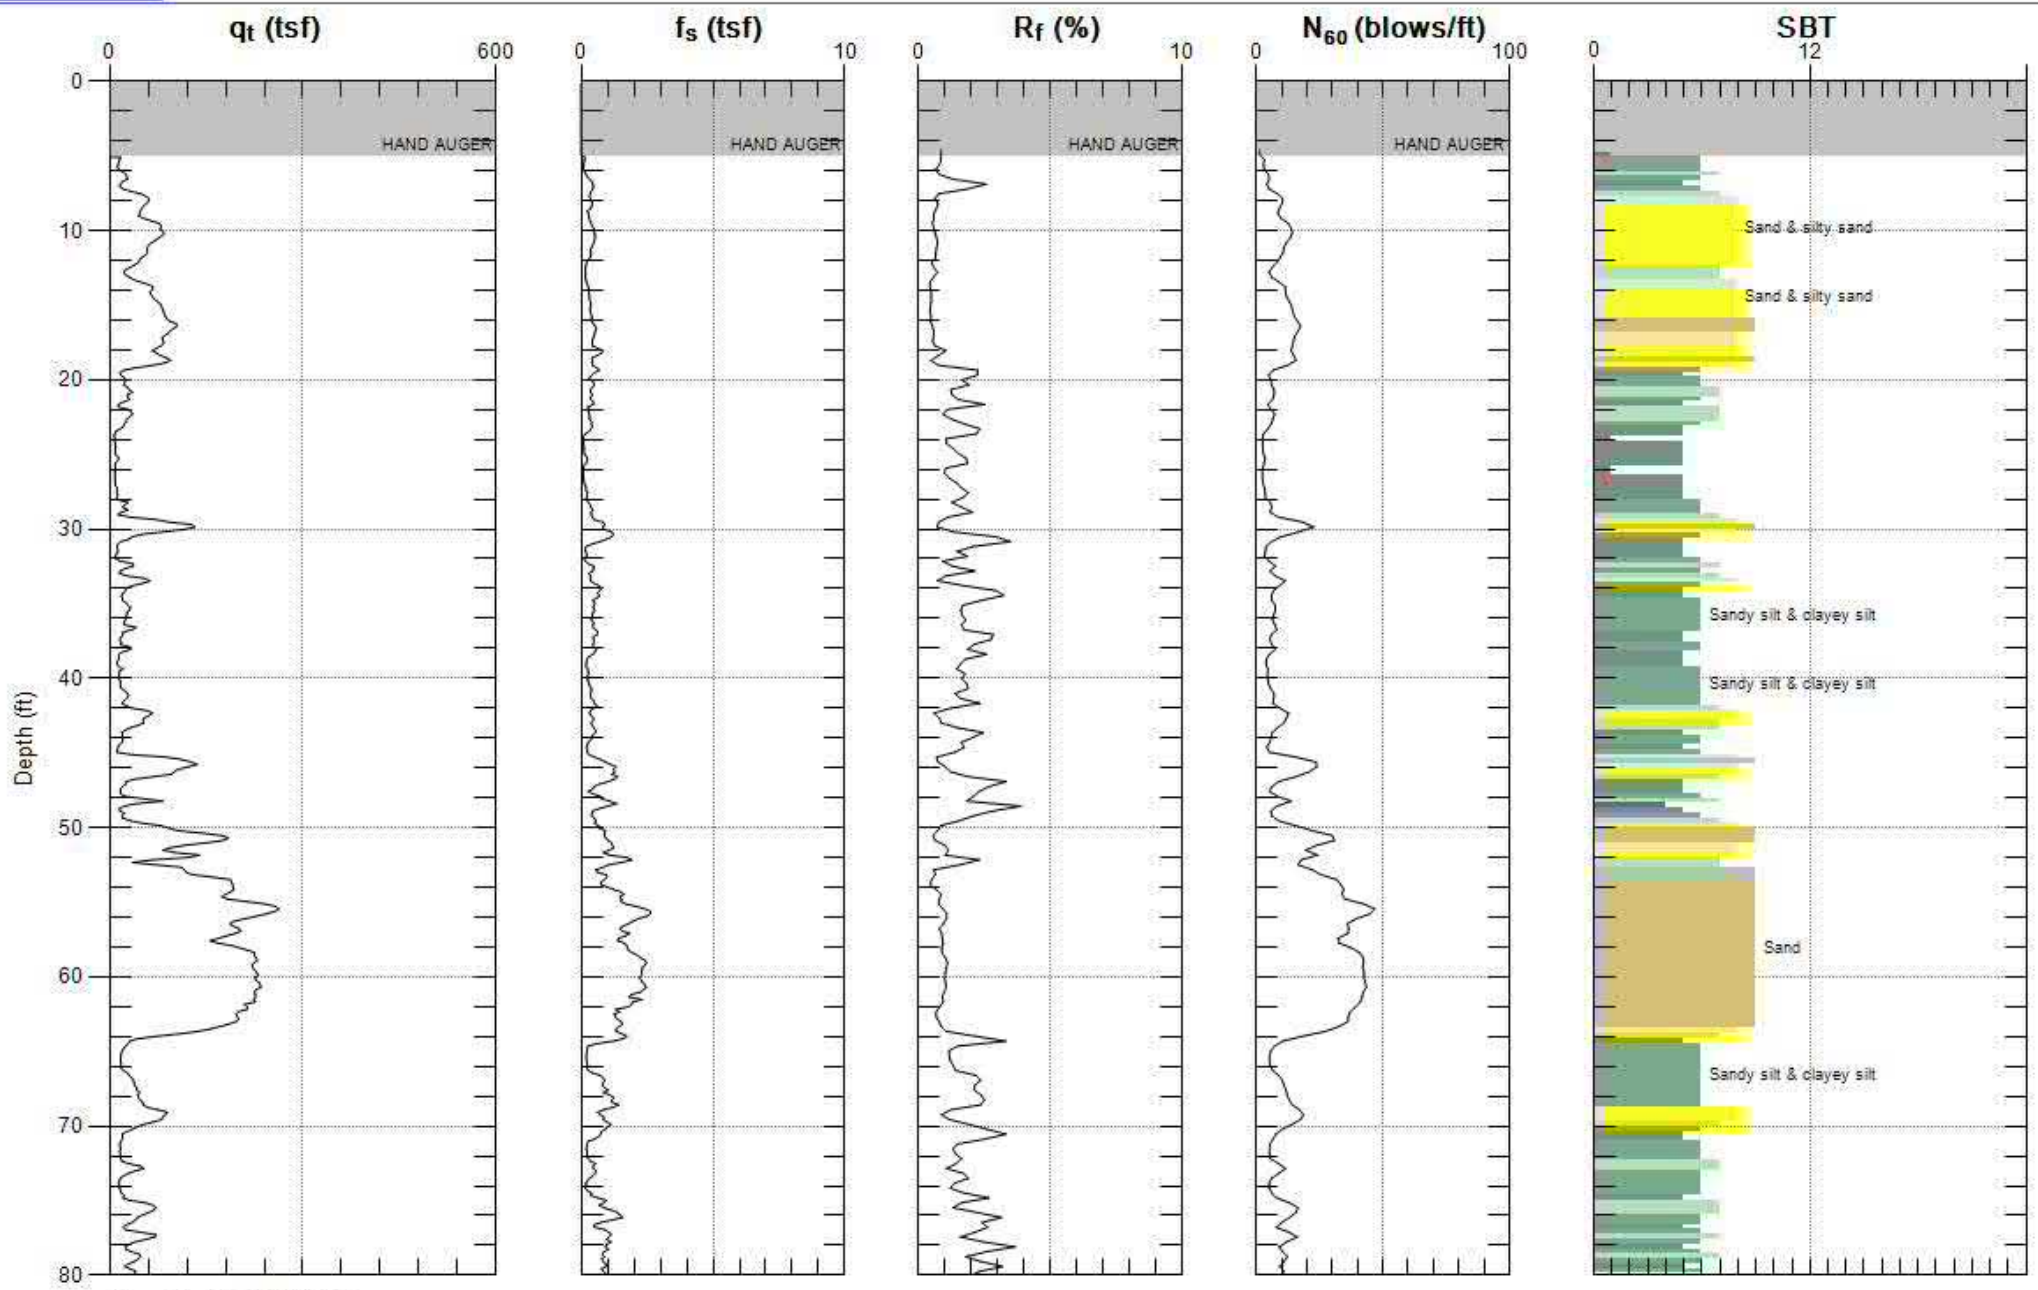 qt (tsf)
fs (tsf)
Rf (%)
N60 (blows/ft)
SBT
0 600
0 10
0 10
0 100
0 12
0
HAND AUGER
HAND AUGER
HAND AUGER
HAND AUGER
10
Sand & silty sand
Sand & silty sand
20
30
Sandy silt & clayey silt
40
Sandy silt & clayey silt
Depth (ft)
50
Sand
60
Sandy silt & clayey silt
70
80